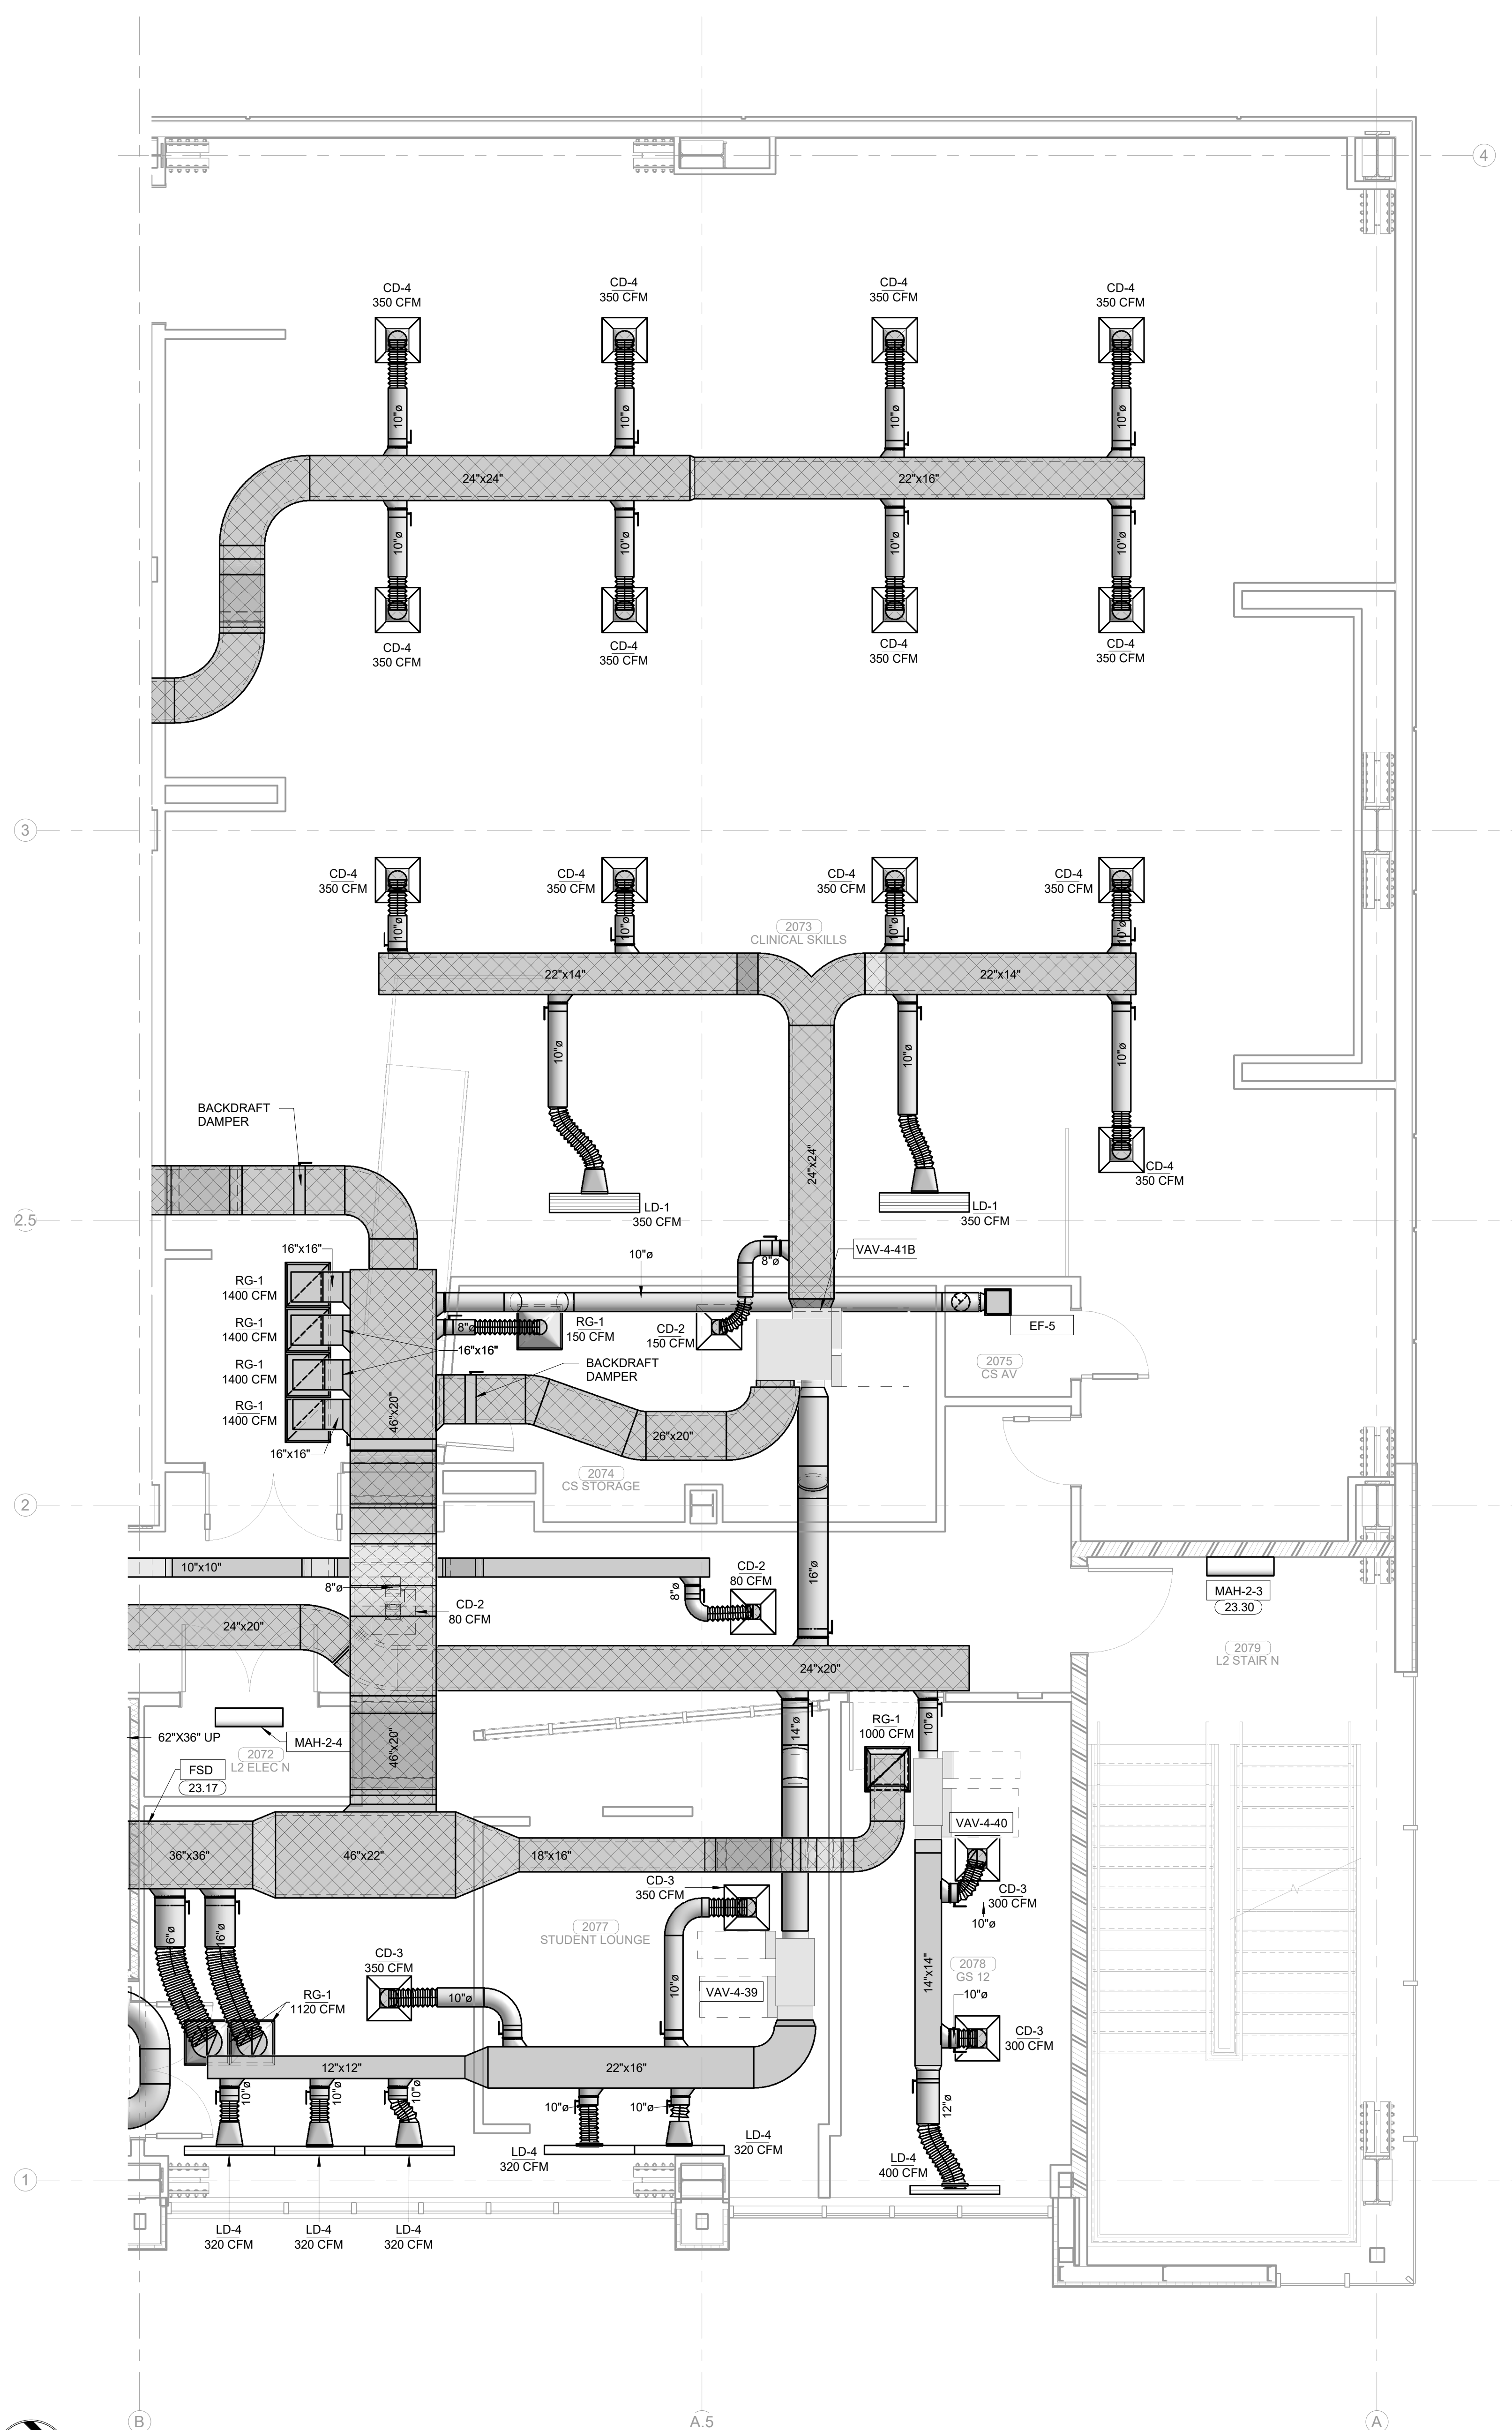 4
CD-4
350 CFM
CD-4
350 CFM
CD-4
350 CFM
CD-4
350 CFM
10"ø
10"ø
10"ø
10"ø
24"x24"
22"x16"
10"ø
10"ø
10"ø
10"ø
CD-4
350 CFM
CD-4
350 CFM
CD-4
350 CFM
CD-4
350 CFM
3
CD-4
350 CFM
CD-4
350 CFM
CD-4
350 CFM
CD-4
350 CFM
10"ø
10"ø
10"ø
10"ø
2073
CLINICAL SKILLS
22"x14"
22"x14"
10"ø
10"ø
10"ø
BACKDRAFT
DAMPER
24"x24"
CD-4
350 CFM
LD-1
350 CFM
LD-1
350 CFM
2.5
16"x16"
10"ø
8"ø
VAV-4-41B
RG-1
1400 CFM
RG-1
1400 CFM
RG-1
1400 CFM
RG-1
1400 CFM
8"ø
RG-1
150 CFM
CD-2
150 CFM
EF-5
16"x16"
BACKDRAFT
DAMPER
2075
CS AV
46"x20"
26"x20"
16"x16"
2074
CS STORAGE
2
10"x10"
8"ø
CD-2
80 CFM
8"ø
CD-2
80 CFM
16"ø
MAH-2-3
23.30
24"x20"
24"x20"
2079
L2 STAIR N
62"X36" UP
MAH-2-4
2072
L2 ELEC N
46"x20"
14"ø
RG-1
1000 CFM
10"ø
FSD
23.17
VAV-4-40
36"x36"
46"x22"
18"x16"
CD-3
350 CFM
CD-3
300 CFM
10"ø
6"ø
16"ø
2077
STUDENT LOUNGE
CD-3
350 CFM
10"ø
10"ø
VAV-4-39
14"x14"
2078
GS 12
10"ø
RG-1
1120 CFM
CD-3
300 CFM
12"x12"
22"x16"
10"ø
10"ø
10"ø
10"ø
10"ø
12"ø
LD-4
320 CFM
LD-4
320 CFM
LD-4
400 CFM
1
LD-4
320 CFM
LD-4
320 CFM
LD-4
320 CFM
B
A.5
A